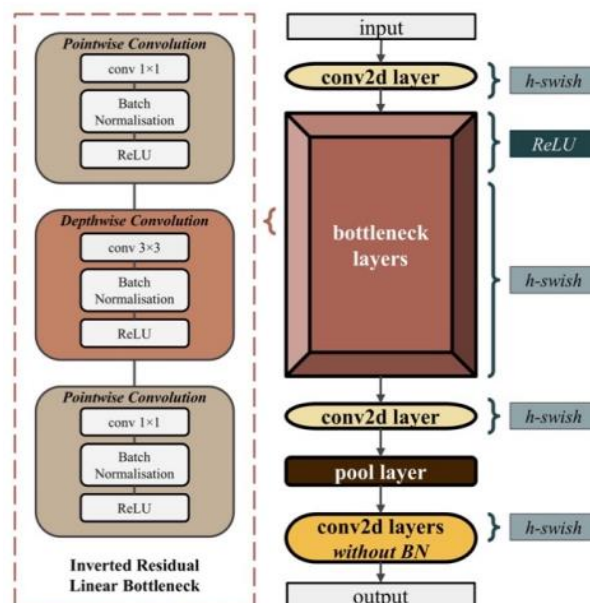 Pointwise Convolution
conv 1×1
Batch
Normalisation
ReLU
Depthwise Convolution
conv 3×3
Batch
Normalisation
ReLU
Pointwise Convolution
conv 1×1
Batch
Normalisation
ReLU
Inverted Residual
Linear Bottleneck
input
conv2d layer
h-swish
ReLU
bottleneck
layers
h-swish
conv2d layer
h-swish
pool layer
conv2d layers
without BN
h-swish
output